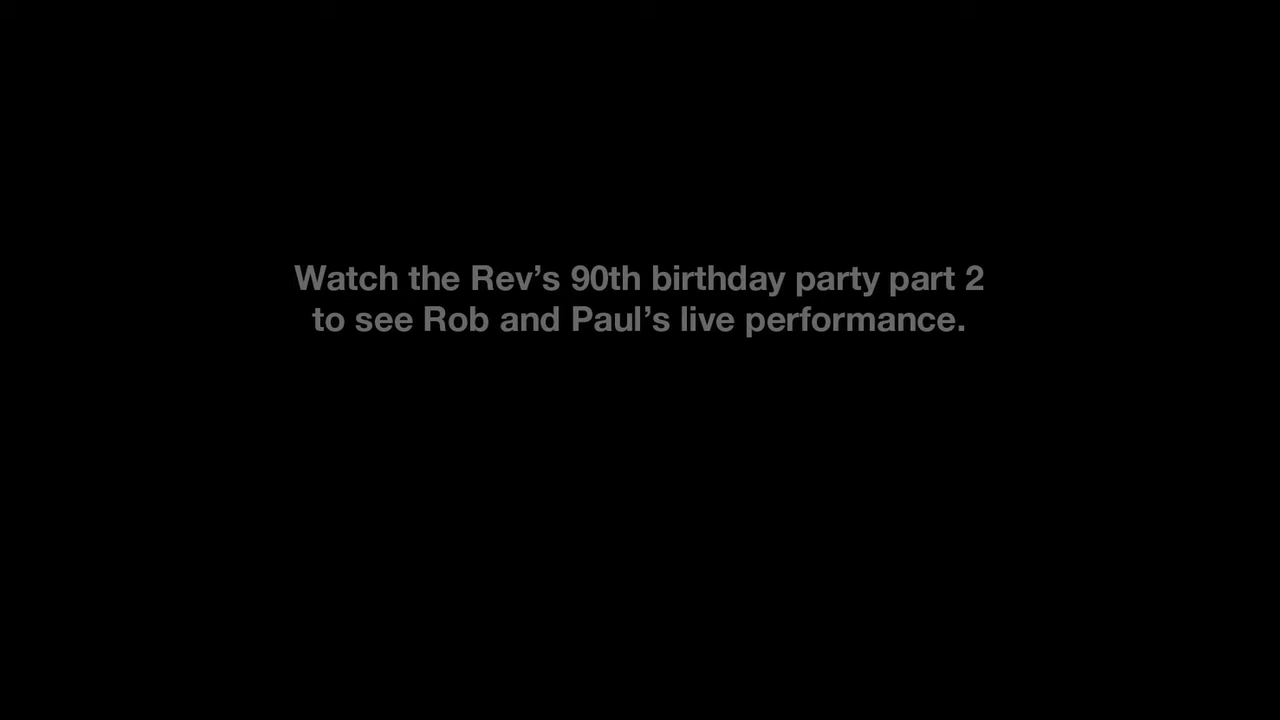 Watch the Rev’s 90th birthday party part 2
to see Rob and Paul’s live performance.